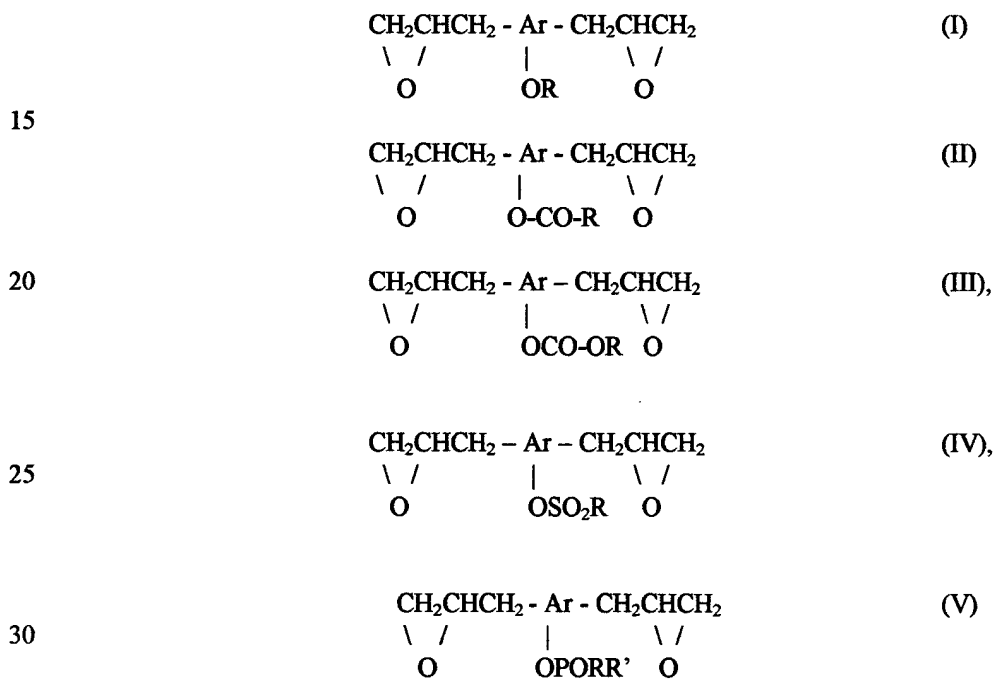 CH₂CHCH₂ - Ar - CH₂CHCH₂ (I)
\ / | \ /
O OR O
15
CH₂CHCH₂ - Ar - CH₂CHCH₂ (II)
\ / | \ /
O O-CO-R O
20 CH₂CHCH₂ - Ar – CH₂CHCH₂ (III),
\ / | \ /
O OCO-OR O
CH₂CHCH₂ – Ar – CH₂CHCH₂ (IV),
25 \ / | \ /
O OSO₂R O
CH₂CHCH₂ - Ar - CH₂CHCH₂ (V)
30 \ / | \ /
O OPORR’ O